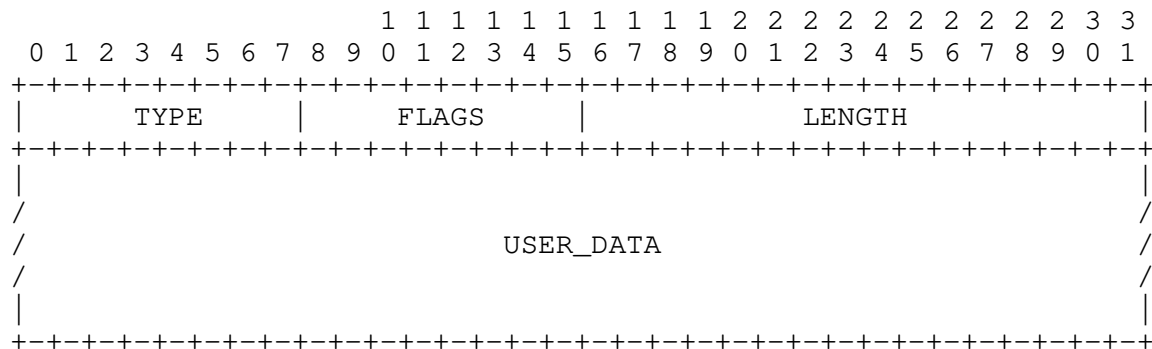 1 1 1 1 1 1 1 1 1 1 2 2 2 2 2 2 2 2 2 2 3 3
0 1 2 3 4 5 6 7 8 9 0 1 2 3 4 5 6 7 8 9 0 1 2 3 4 5 6 7 8 9 0 1
+-+-+-+-+-+-+-+-+-+-+-+-+-+-+-+-+-+-+-+-+-+-+-+-+-+-+-+-+-+-+-+-+
| TYPE | FLAGS | LENGTH |
+-+-+-+-+-+-+-+-+-+-+-+-+-+-+-+-+-+-+-+-+-+-+-+-+-+-+-+-+-+-+-+-+
| |
/ /
/ USER_DATA /
/ /
| |
+-+-+-+-+-+-+-+-+-+-+-+-+-+-+-+-+-+-+-+-+-+-+-+-+-+-+-+-+-+-+-+-+